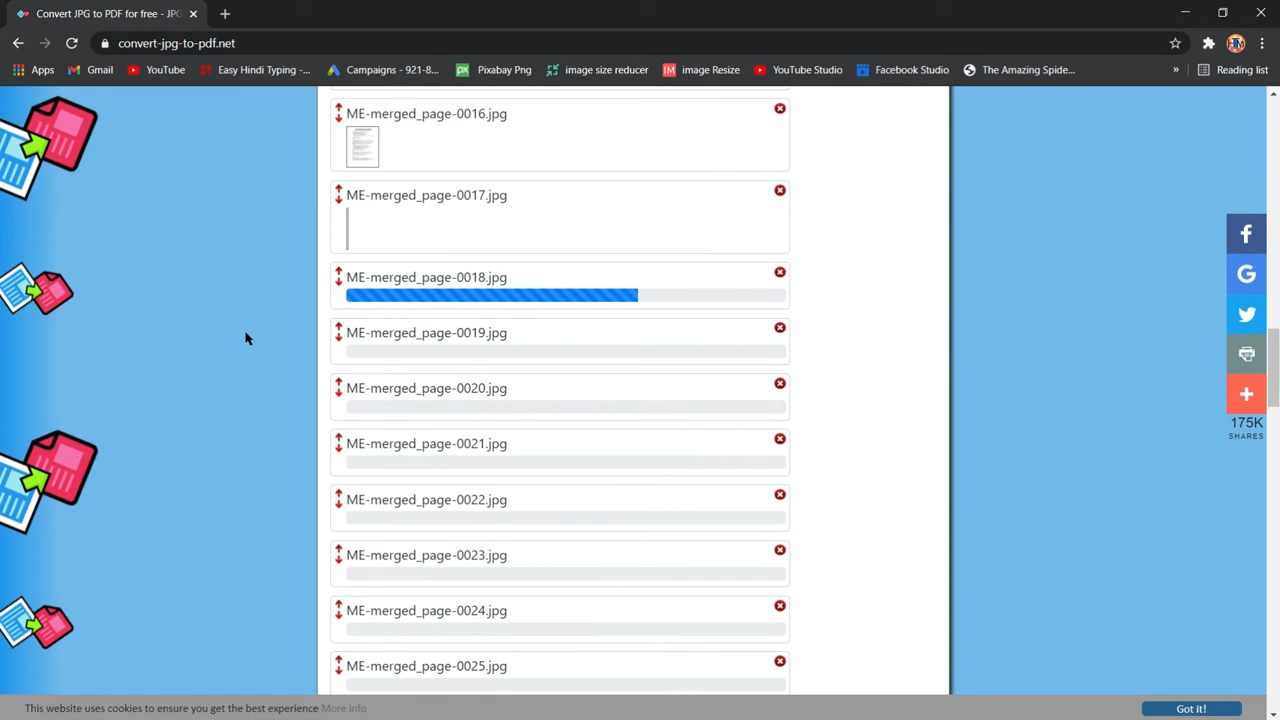 Convert JPG to PDF for free - JPG
convert-jpg-to-pdf.net
Apps
Gmail
YouTube
Easy Hindi Typing -...
Campaigns - 921-8...
px
Pixabay Png
image size reducer
IM
image Resize
YouTube Studio
Facebook Studio
The Amazing Spide...
»
Reading list
ME-merged_page-0016.jpg
ME-merged_page-0017.jpg
ME-merged_page-0018.jpg
ME-merged_page-0019.jpg
ME-merged_page-0020.jpg
ME-merged_page-0021.jpg
ME-merged_page-0022.jpg
ME-merged_page-0023.jpg
ME-merged_page-0024.jpg
ME-merged_page-0025.jpg
175K
SHARES
This website uses cookies to ensure you get the best experience More info
Got it!